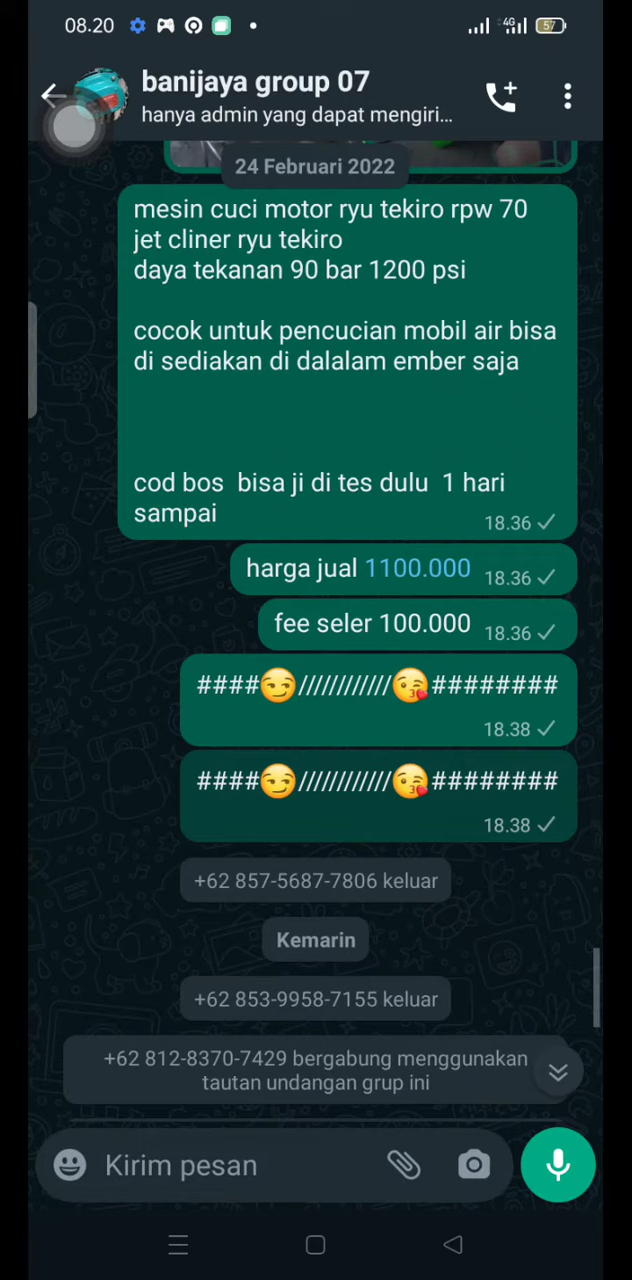 08.20
4G
57
banijaya group 07
hanya admin yang dapat mengiri...
24 Februari 2022
mesin cuci motor ryu tekiro rpw 70
jet cliner ryu tekiro
daya tekanan 90 bar 1200 psi
cocok untuk pencucian mobil air bisa
di sediakan di dalalam ember saja
cod bos bisa ji di tes dulu 1 hari
sampai
18.36
harga jual 1100.000 18.36
fee seler 100.000 18.36
####😏////////////😘########
18.38
####😏////////////😘########
18.38
+62 857-5687-7806 keluar
Kemarin
+62 853-9958-7155 keluar
+62 812-8370-7429 bergabung menggunakan
tautan undangan grup ini
Kirim pesan